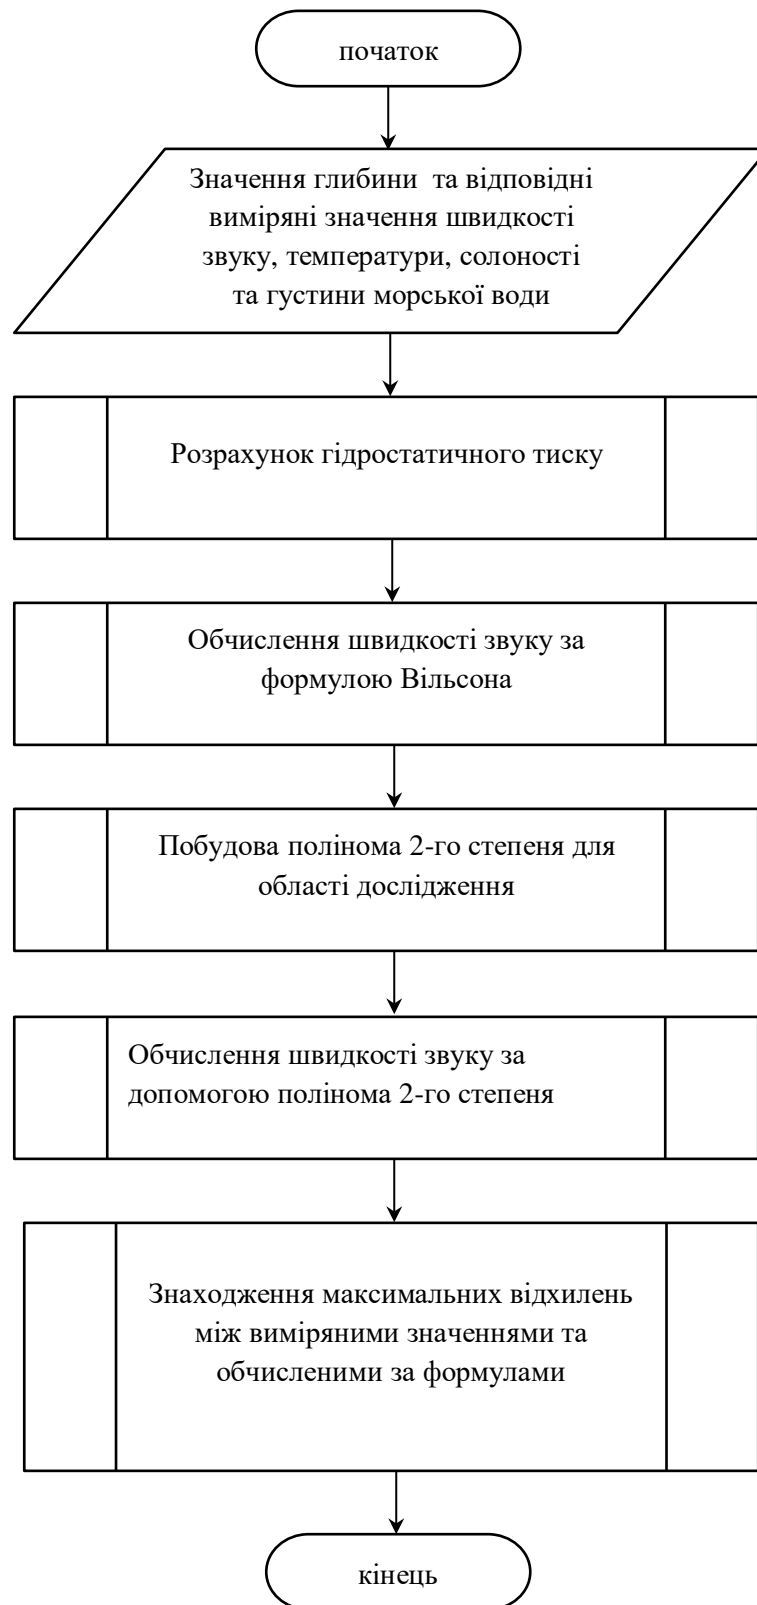 початок
Значення глибини та відповідні
виміряні значення швидкості
звуку, температури, солоності
та густини морської води
Розрахунок гідростатичного тиску
Обчислення швидкості звуку за
формулою Вільсона
Побудова полінома 2-го степеня для
області дослідження
Обчислення швидкості звуку за
допомогою полінома 2-го степеня
Знаходження максимальних відхилень
між виміряними значеннями та
обчисленими за формулами
кінець